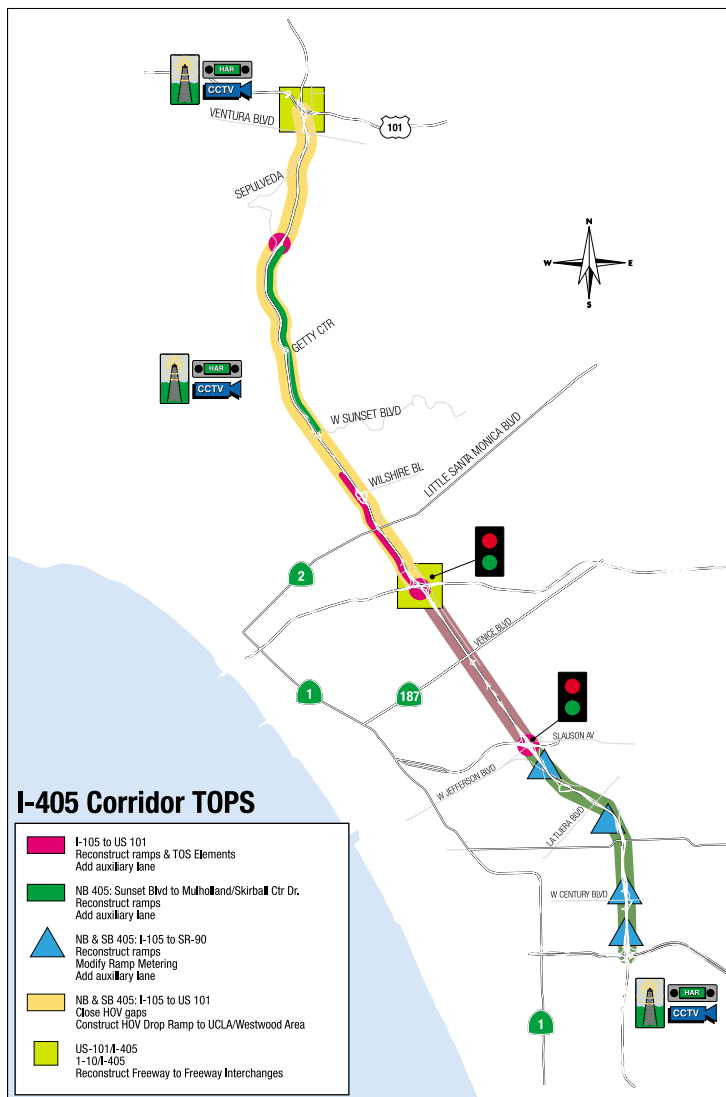 HAR
CCTV
VENTURA BLVD
101
SEPULVEDA
N
W E
S
GETTY CTR
HAR
CCTV
W SUNSET BLVD
WILSHIRE BL
LITTLE SANTA MONICA BLVD
2
VENICE BLVD
1
187
SLAUSON AV
W JEFFERSON BLVD
LA TIJERA BLVD
W CENTURY BLVD
HAR
CCTV
1
I-405 Corridor TOPS
I-105 to US 101
Reconstruct ramps & TOS Elements
Add auxiliary lane
NB 405: Sunset Blvd to Mulholland/Skirball Ctr Dr.
Reconstruct ramps
Add auxiliary lane
NB & SB 405: I-105 to SR-90
Reconstruct ramps
Modify Ramp Metering
Add auxiliary lane
NB & SB 405: I-105 to US 101
Close HOV gaps
Construct HOV Drop Ramp to UCLA/Westwood Area
US-101/I-405
1-10/I-405
Reconstruct Freeway to Freeway Interchanges